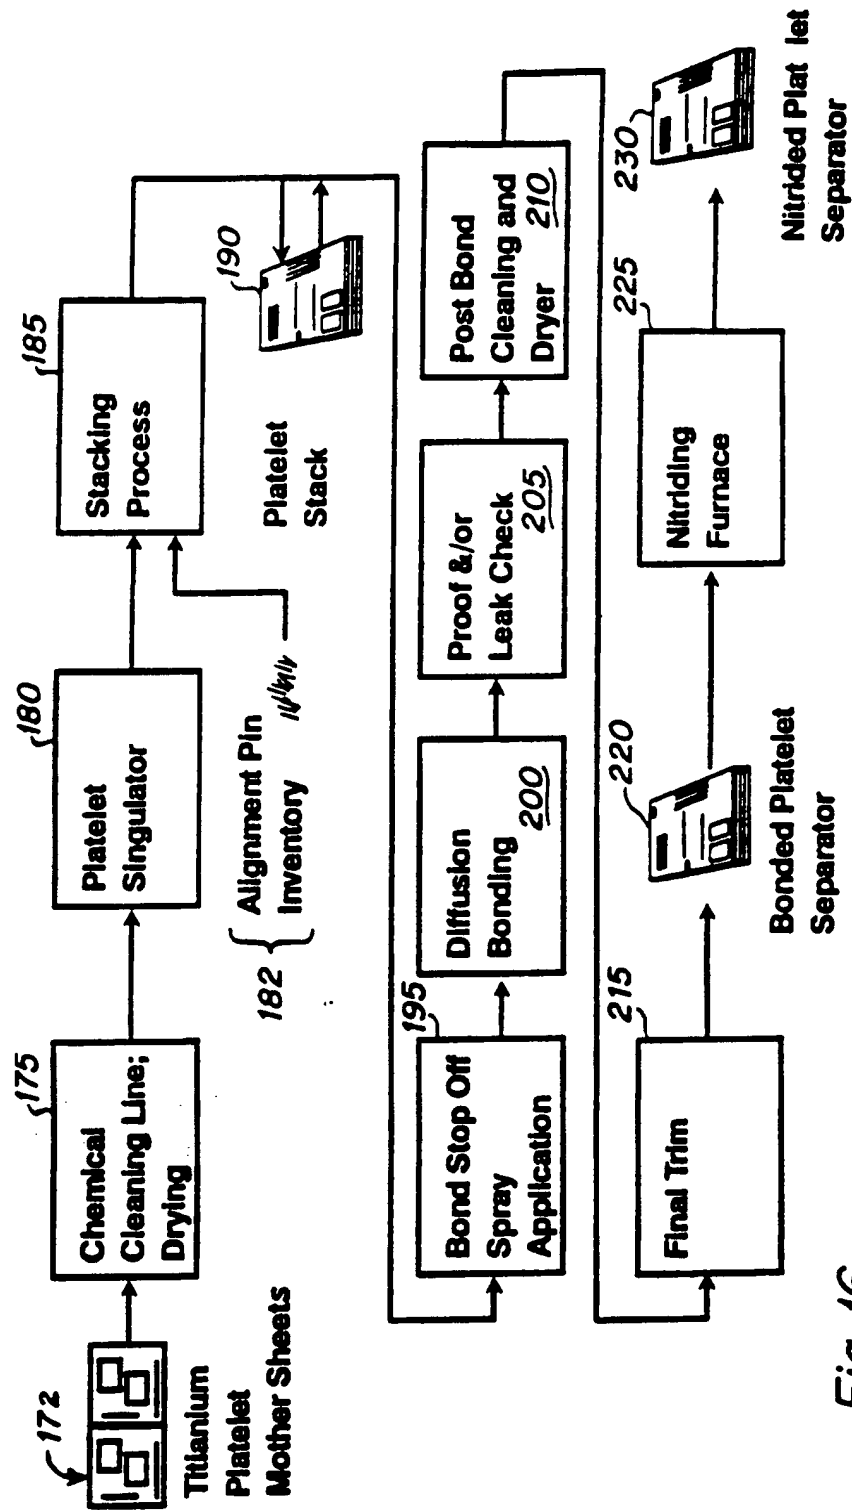 172
Titianium
Platelet
Mother Sheets
175
Chemical
Cleaning Line;
Drying
180
Platelet
Singulator
182
Alignment Pin
Inventory
185
Stacking
Process
190
Platelet
Stack
195
Bond Stop Off
Spray
Application
Diffusion
Bonding
200
Proof &/or
Leak Check
205
Post Bond
Cleaning and
Dryer
210
215
Final Trim
220
Bonded Platelet
Separator
225
Nitriding
Furnace
230
Nitrided Plat let
Separator
Fig. 16